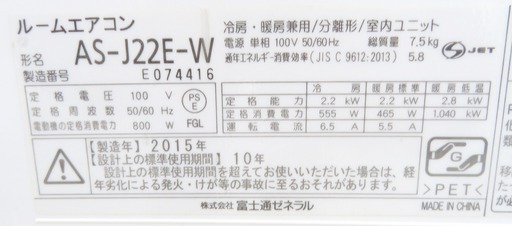 ルームエアコン
形名 AS-J22E-W
製造番号 E074416
冷房・暖房兼用/分離形/室内ユニット
電源 単相 100V 50/60Hz 総質量 7.5kg
通年エネルギー消費効率(JIS C 9612:2013) 5.8
S JET
定格電圧 100 V
定格周波数 50/60 Hz
電動機の定格消費電力 800 W
PS E
FGL
冷房 暖房標準 暖房低温
定格能力 2.2 kW 2.2 kW 2.8 kW
定格消費電力 555 W 465 W 1,040 kW
運転電流 6.5 A 5.5 A
【製造年】2015年
【設計上の標準使用期間】10年
設計上の標準使用期間を超えてお使いいただいた場合は、経
年劣化による発火・けが等の事故に至るおそれがあります。
G
>PET<
株式会社 富士通ゼネラル
MADE IN CHINA